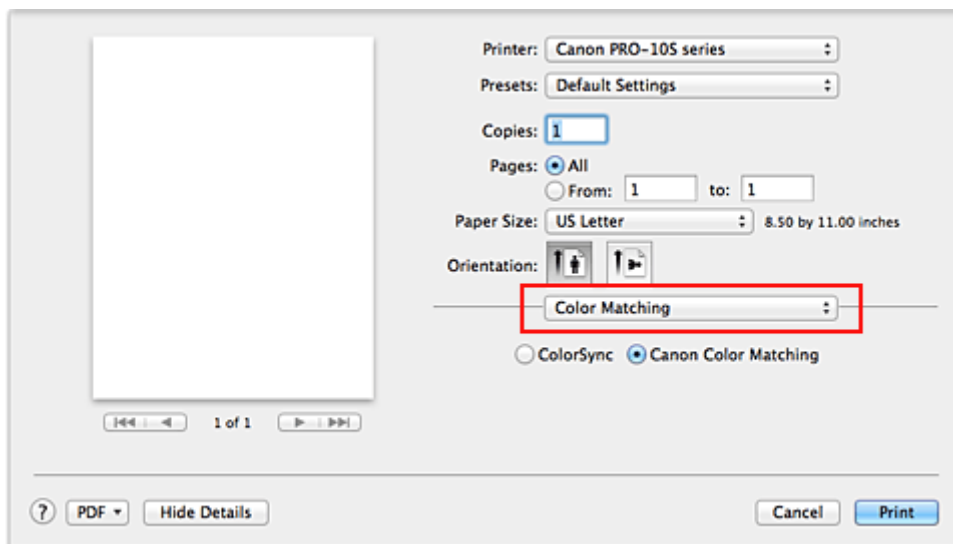 Printer: Canon PRO-10S series
Presets: Default Settings
Copies: 1
Pages: All
From: 1 to: 1
Paper Size: US Letter 8.50 by 11.00 inches
Orientation:
Color Matching
ColorSync Canon Color Matching
1 of 1
? PDF Hide Details Cancel Print